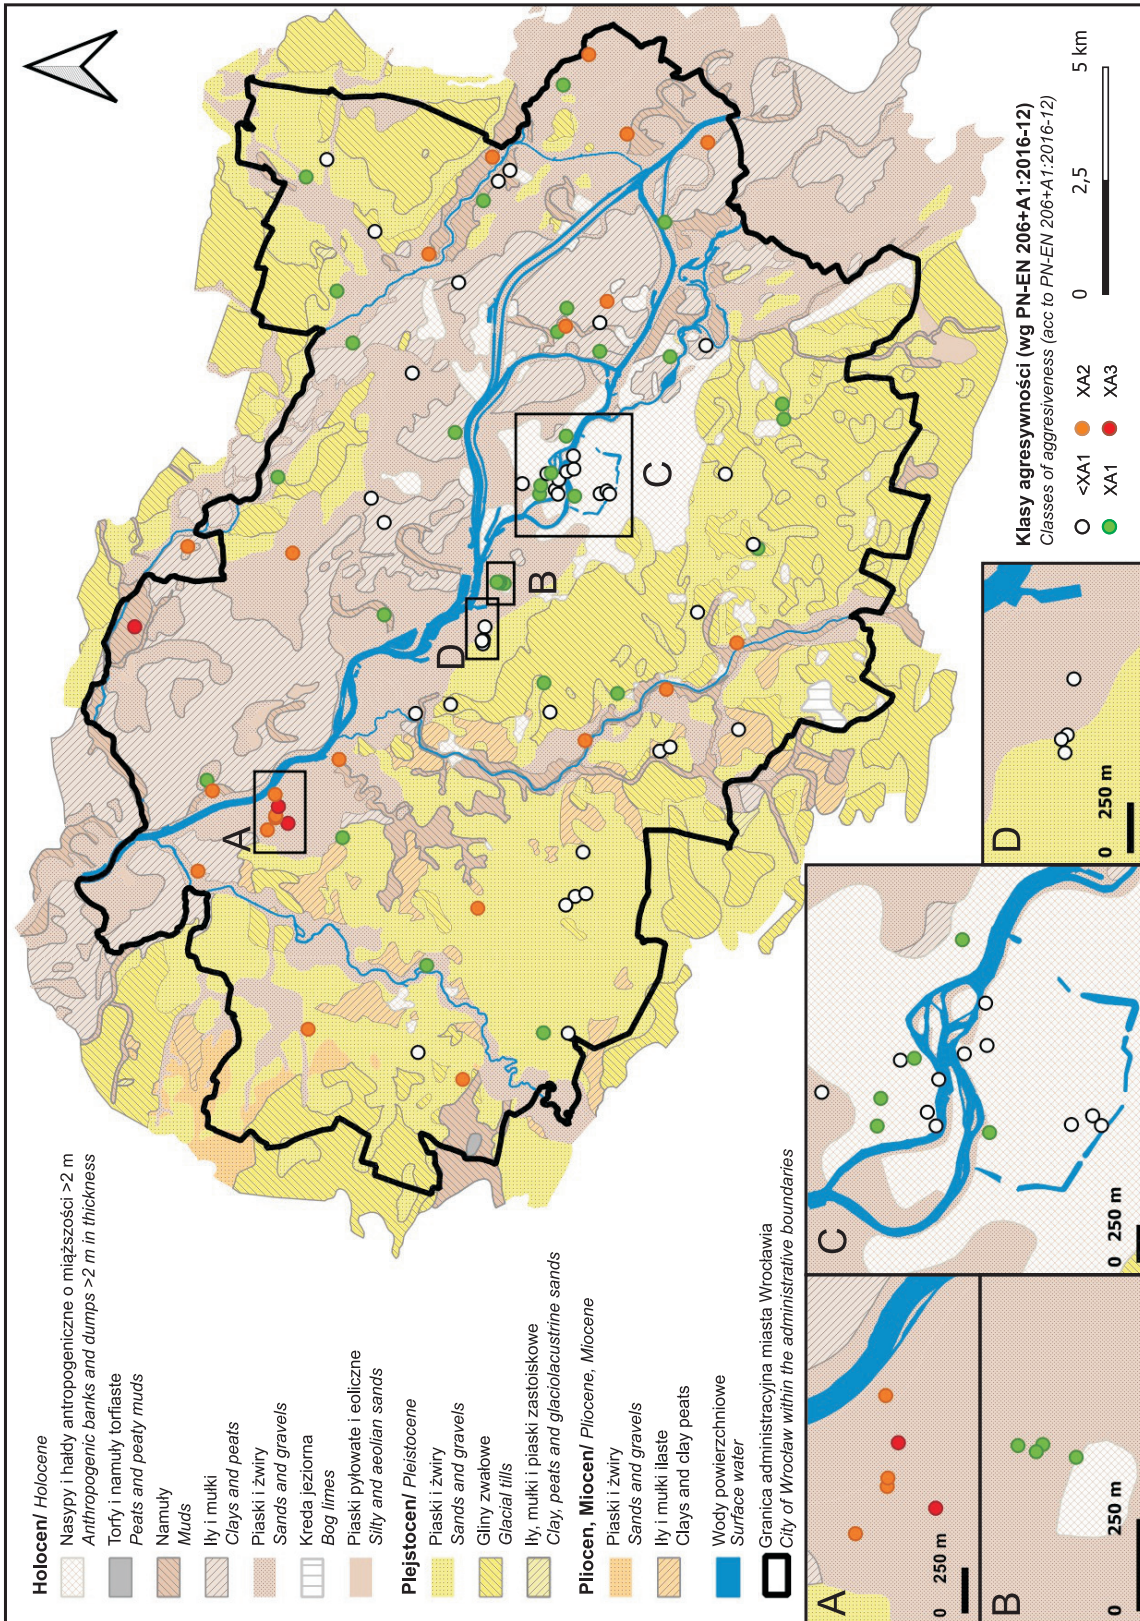 Holocen/ Holocene
Nasypy i hałdy antropogeniczne o miąższości >2 m
Anthropogenic banks and dumps >2 m in thickness
Torfy i namuły torfiaste
Peats and peaty muds
Namuły
Muds
Iły i mułki
Clays and peats
Piaski i żwiry
Sands and gravels
Kreda jeziorna
Bog limes
Piaski pyłowate i eoliczne
Silty and aeolian sands
Plejstocen/ Pleistocene
Piaski i żwiry
Sands and gravels
Gliny zwałowe
Glacial tills
Iły, mułki i piaski zastoiskowe
Clay, peats and glaciolacustrine sands
Pliocen, Miocen/ Pliocene, Miocene
Piaski i żwiry
Sands and gravels
Iły i mułki ilaste
Clays and clay peats
Wody powierzchniowe
Surface water
Granica administracyjna miasta Wrocławia
City of Wrocław within the administrative boundaries
A
B
C
D
Klasy agresywności (wg PN-EN 206+A1:2016-12)
Classes of aggresiveness (acc to PN-EN 206+A1:2016-12)
<XA1
XA2
XA1
XA3
0 2,5 5 km
A
0 250 m
B
0 250m
C
0 250 m
D
0 250 m